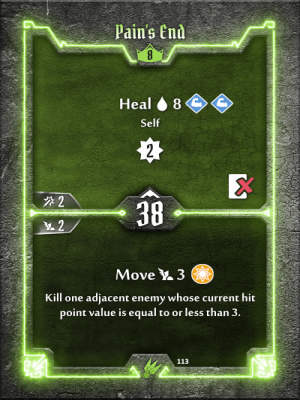 Pain's End
8
Heal 8
Self
2
2
38
2
Move 3
Kill one adjacent enemy whose current hit
point value is equal to or less than 3.
113